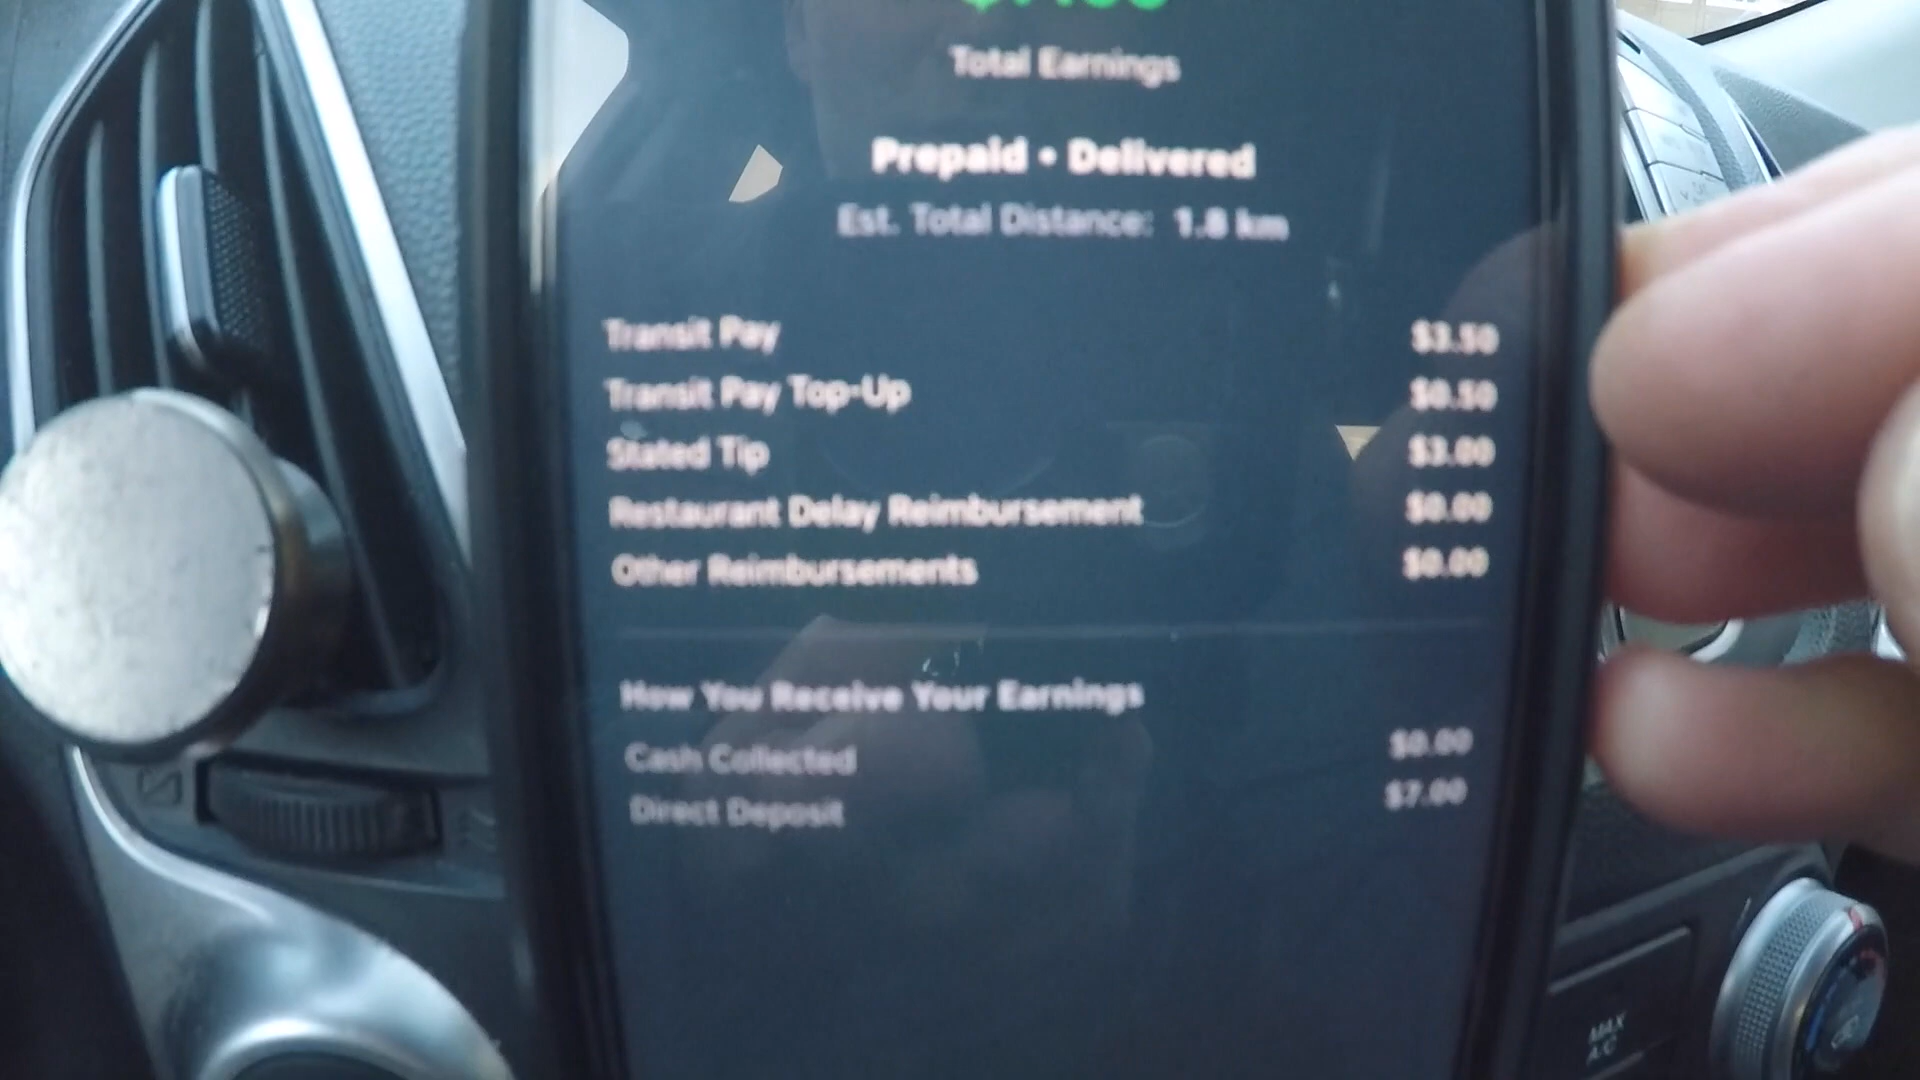 Total Earnings
Prepaid • Delivered
Est. Total Distance: 1.8 km
Transit Pay $3.50
Transit Pay Top-Up $0.50
Stated Tip $3.00
Restaurant Delay Reimbursement $0.00
Other Reimbursements $0.00
How You Receive Your Earnings
Cash Collected $0.00
Direct Deposit $7.00
MAX
A/C